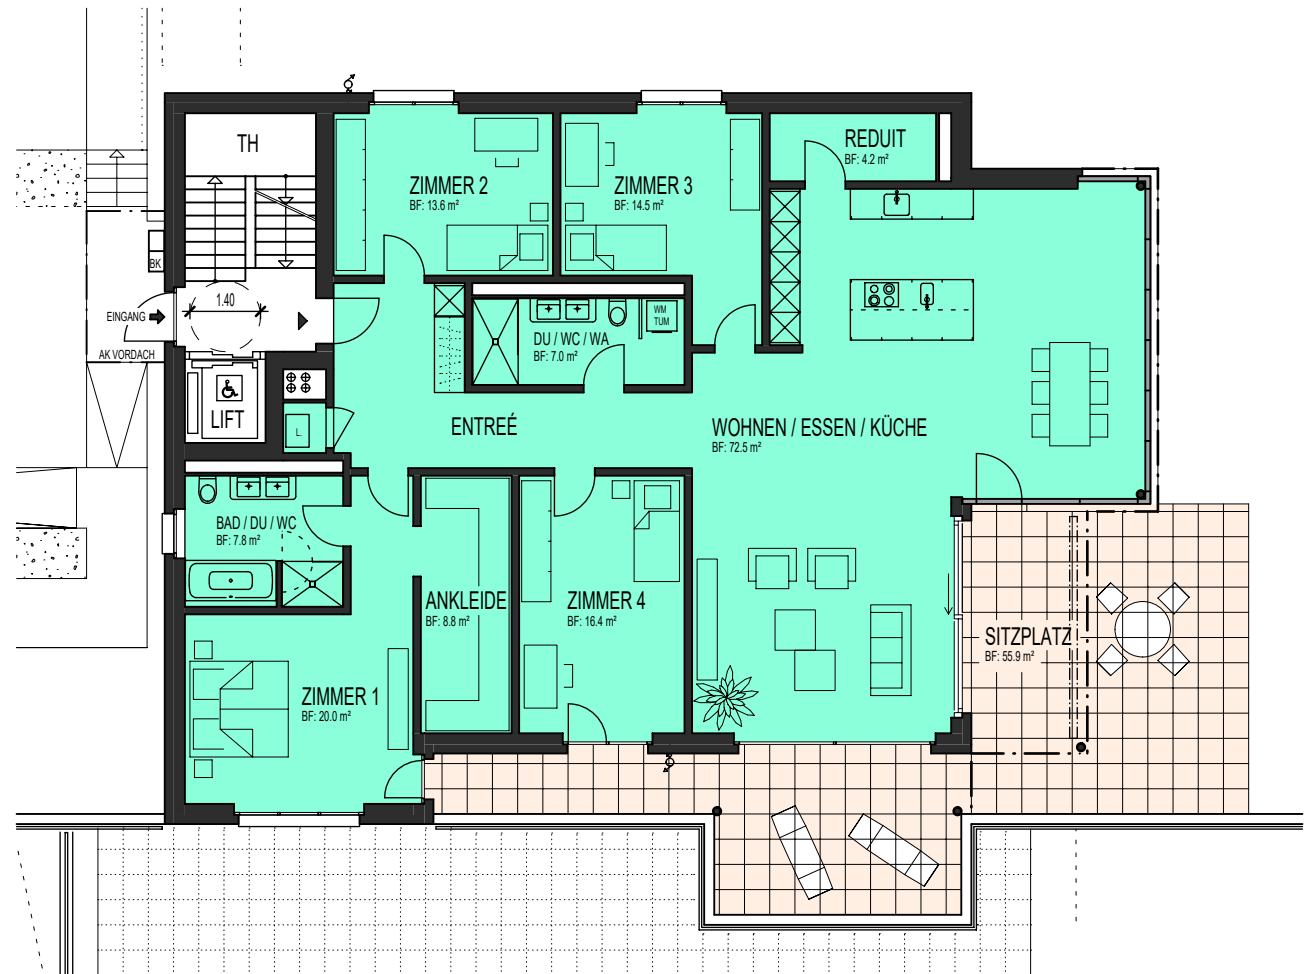 TH
ZIMMER 2
BF: 13.6 m²
ZIMMER 3
BF: 14.5 m²
REDUIT
BF: 4.2 m²
BK
1.40
EINGANG
AK VORDACH
LIFT
L.
DU / WC / WA
BF: 7.0 m²
WM
TUM
ENTREÉ
WOHNEN / ESSEN / KÜCHE
BF: 72.5 m²
BAD / DU / WC
BF: 7.8 m²
ANKLEIDE
BF: 8.8 m²
ZIMMER 4
BF: 16.4 m²
SITZPLATZ
BF: 55.9 m²
ZIMMER 1
BF: 20.0 m²